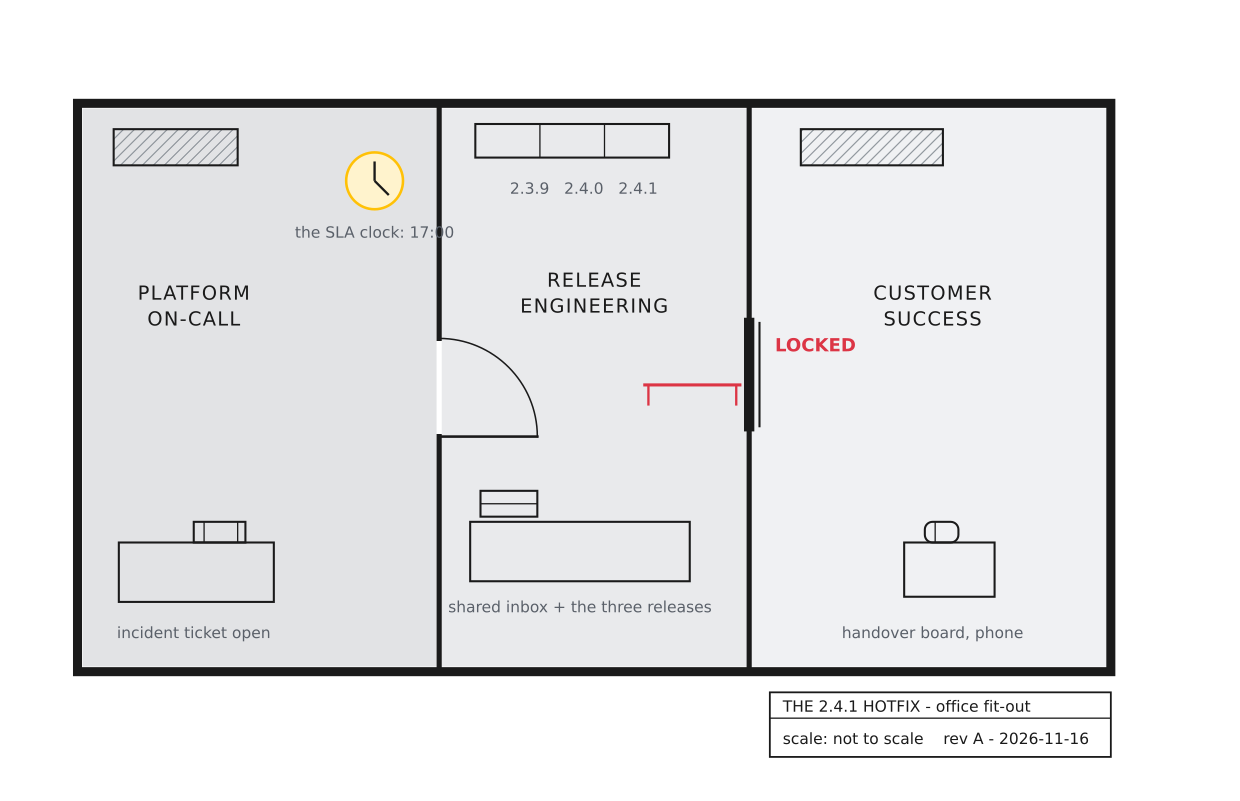 2.3.9 2.4.0 2.4.1
the SLA clock: 17:00
PLATFORM
ON-CALL
RELEASE
ENGINEERING
CUSTOMER
SUCCESS
LOCKED
incident ticket open
shared inbox + the three releases
handover board, phone
THE 2.4.1 HOTFIX - office fit-out
scale: not to scale rev A - 2026-11-16